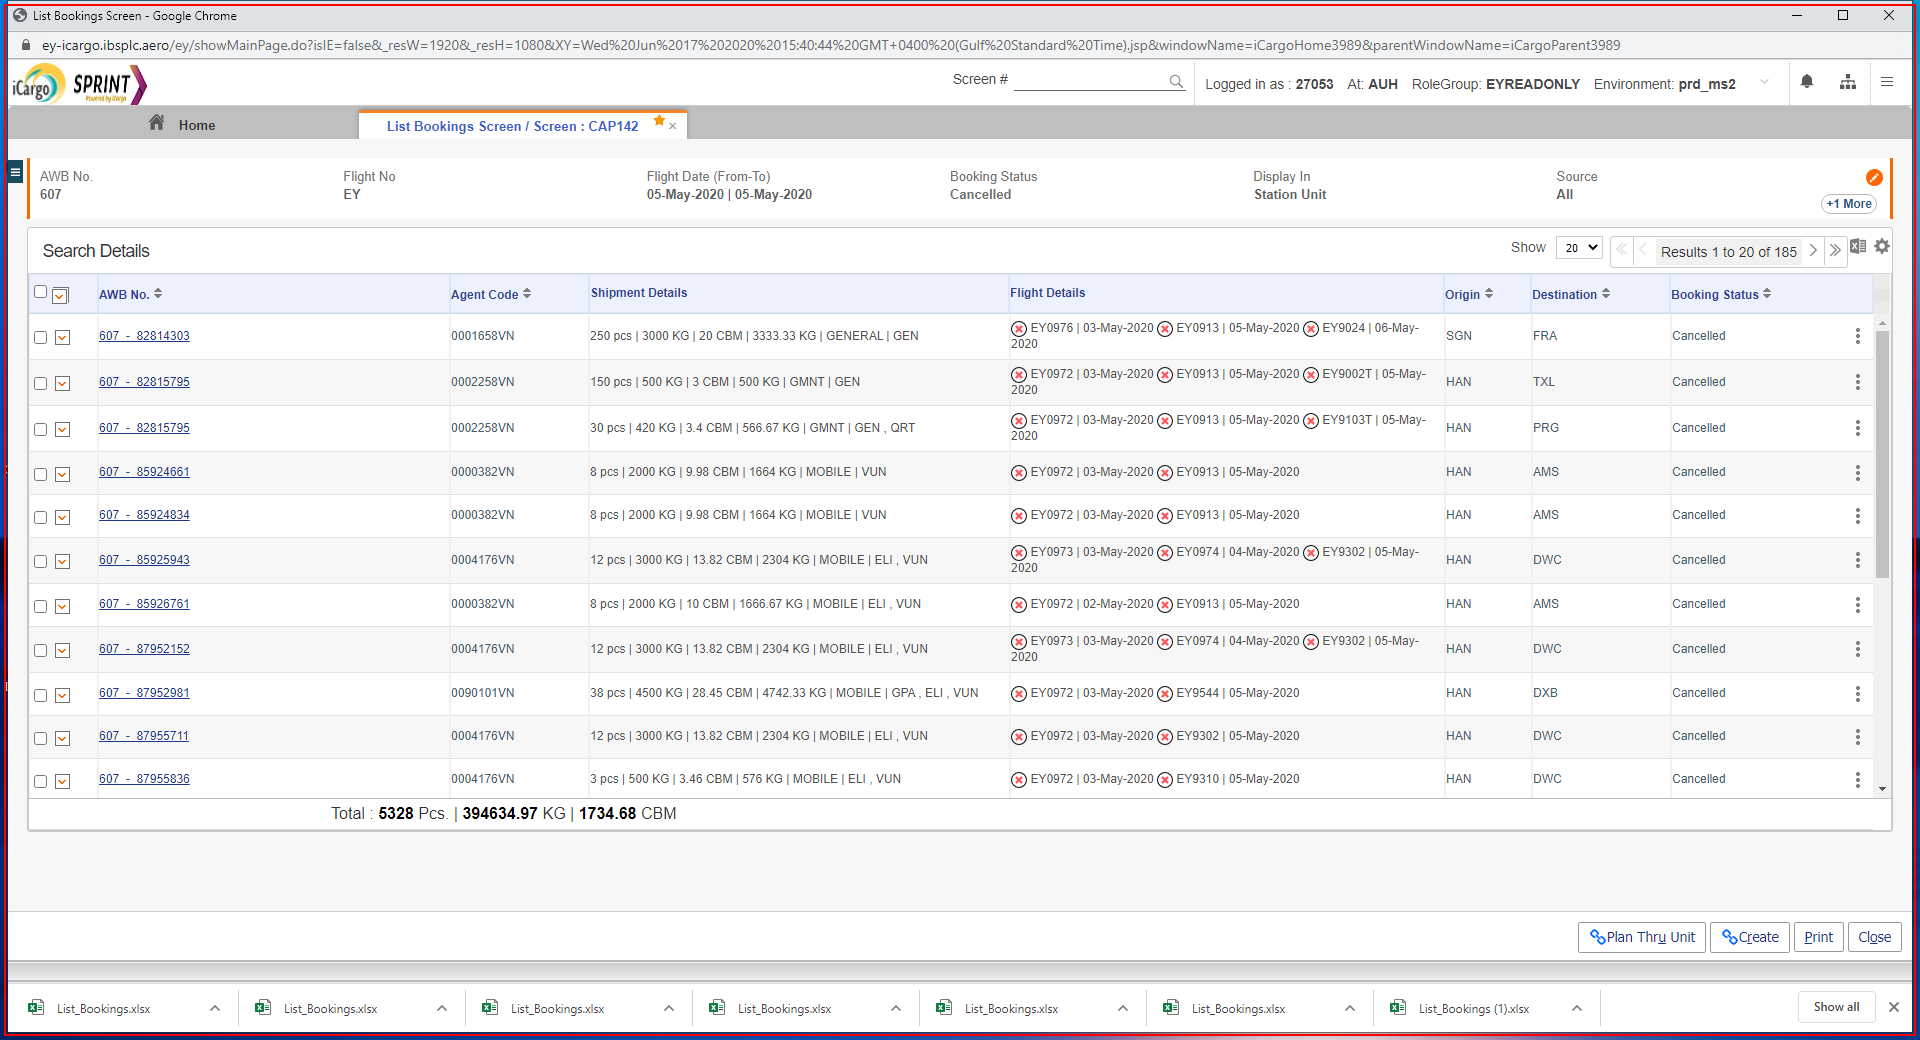 List Bookings Screen - Google Chrome
ey-icargo.ibsplc.aero/ey/showMainPage.do?isIE=false&_resW=1920&_resH=1080&XY=Wed%20Jun%2017%202020%2015:40:44%20GMT+0400%20(Gulf%20Standard%20Time).jsp&windowName=iCargoHome3989&parentWindowName=iCargoParent3989
iCargo SPRINT Powered by iCargo Screen # Logged in as : 27053 At: AUH RoleGroup: EYREADONLY Environment: prd_ms2
Home List Bookings Screen / Screen : CAP142
AWB No. Flight No Flight Date (From-To) Booking Status Display In Source
607 EY 05-May-2020 | 05-May-2020 Cancelled Station Unit All
+1 More
Search Details Show 20 Results 1 to 20 of 185
AWB No. Agent Code Shipment Details Flight Details Origin Destination Booking Status
607 - 82814303 0001658VN 250 pcs | 3000 KG | 20 CBM | 3333.33 KG | GENERAL | GEN EY0976 | 03-May-2020 EY0913 | 05-May-2020 EY9024 | 06-May-2020 SGN FRA Cancelled
607 - 82815795 0002258VN 150 pcs | 500 KG | 3 CBM | 500 KG | GMNT | GEN EY0972 | 03-May-2020 EY0913 | 05-May-2020 EY9002T | 05-May-2020 HAN TXL Cancelled
607 - 82815795 0002258VN 30 pcs | 420 KG | 3.4 CBM | 566.67 KG | GMNT | GEN , QRT EY0972 | 03-May-2020 EY0913 | 05-May-2020 EY9103T | 05-May-2020 HAN PRG Cancelled
607 - 85924661 0000382VN 8 pcs | 2000 KG | 9.98 CBM | 1664 KG | MOBILE | VUN EY0972 | 03-May-2020 EY0913 | 05-May-2020 HAN AMS Cancelled
607 - 85924834 0000382VN 8 pcs | 2000 KG | 9.98 CBM | 1664 KG | MOBILE | VUN EY0972 | 03-May-2020 EY0913 | 05-May-2020 HAN AMS Cancelled
607 - 85925943 0004176VN 12 pcs | 3000 KG | 13.82 CBM | 2304 KG | MOBILE | ELI , VUN EY0973 | 03-May-2020 EY0974 | 04-May-2020 EY9302 | 05-May-2020 HAN DWC Cancelled
607 - 85926761 0000382VN 8 pcs | 2000 KG | 10 CBM | 1666.67 KG | MOBILE | ELI , VUN EY0972 | 02-May-2020 EY0913 | 05-May-2020 HAN AMS Cancelled
607 - 87952152 0004176VN 12 pcs | 3000 KG | 13.82 CBM | 2304 KG | MOBILE | ELI , VUN EY0973 | 03-May-2020 EY0974 | 04-May-2020 EY9302 | 05-May-2020 HAN DWC Cancelled
607 - 87952981 0090101VN 38 pcs | 4500 KG | 28.45 CBM | 4742.33 KG | MOBILE | GPA , ELI , VUN EY0972 | 03-May-2020 EY9544 | 05-May-2020 HAN DXB Cancelled
607 - 87955711 0004176VN 12 pcs | 3000 KG | 13.82 CBM | 2304 KG | MOBILE | ELI , VUN EY0972 | 03-May-2020 EY9302 | 05-May-2020 HAN DWC Cancelled
607 - 87955836 0004176VN 3 pcs | 500 KG | 3.46 CBM | 576 KG | MOBILE | ELI , VUN EY0972 | 03-May-2020 EY9310 | 05-May-2020 HAN DWC Cancelled
Total : 5328 Pcs. | 394634.97 KG | 1734.68 CBM
Plan Thru Unit Create Print Close
List_Bookings.xlsx List_Bookings.xlsx List_Bookings.xlsx List_Bookings.xlsx List_Bookings.xlsx List_Bookings.xlsx List_Bookings (1).xlsx Show all